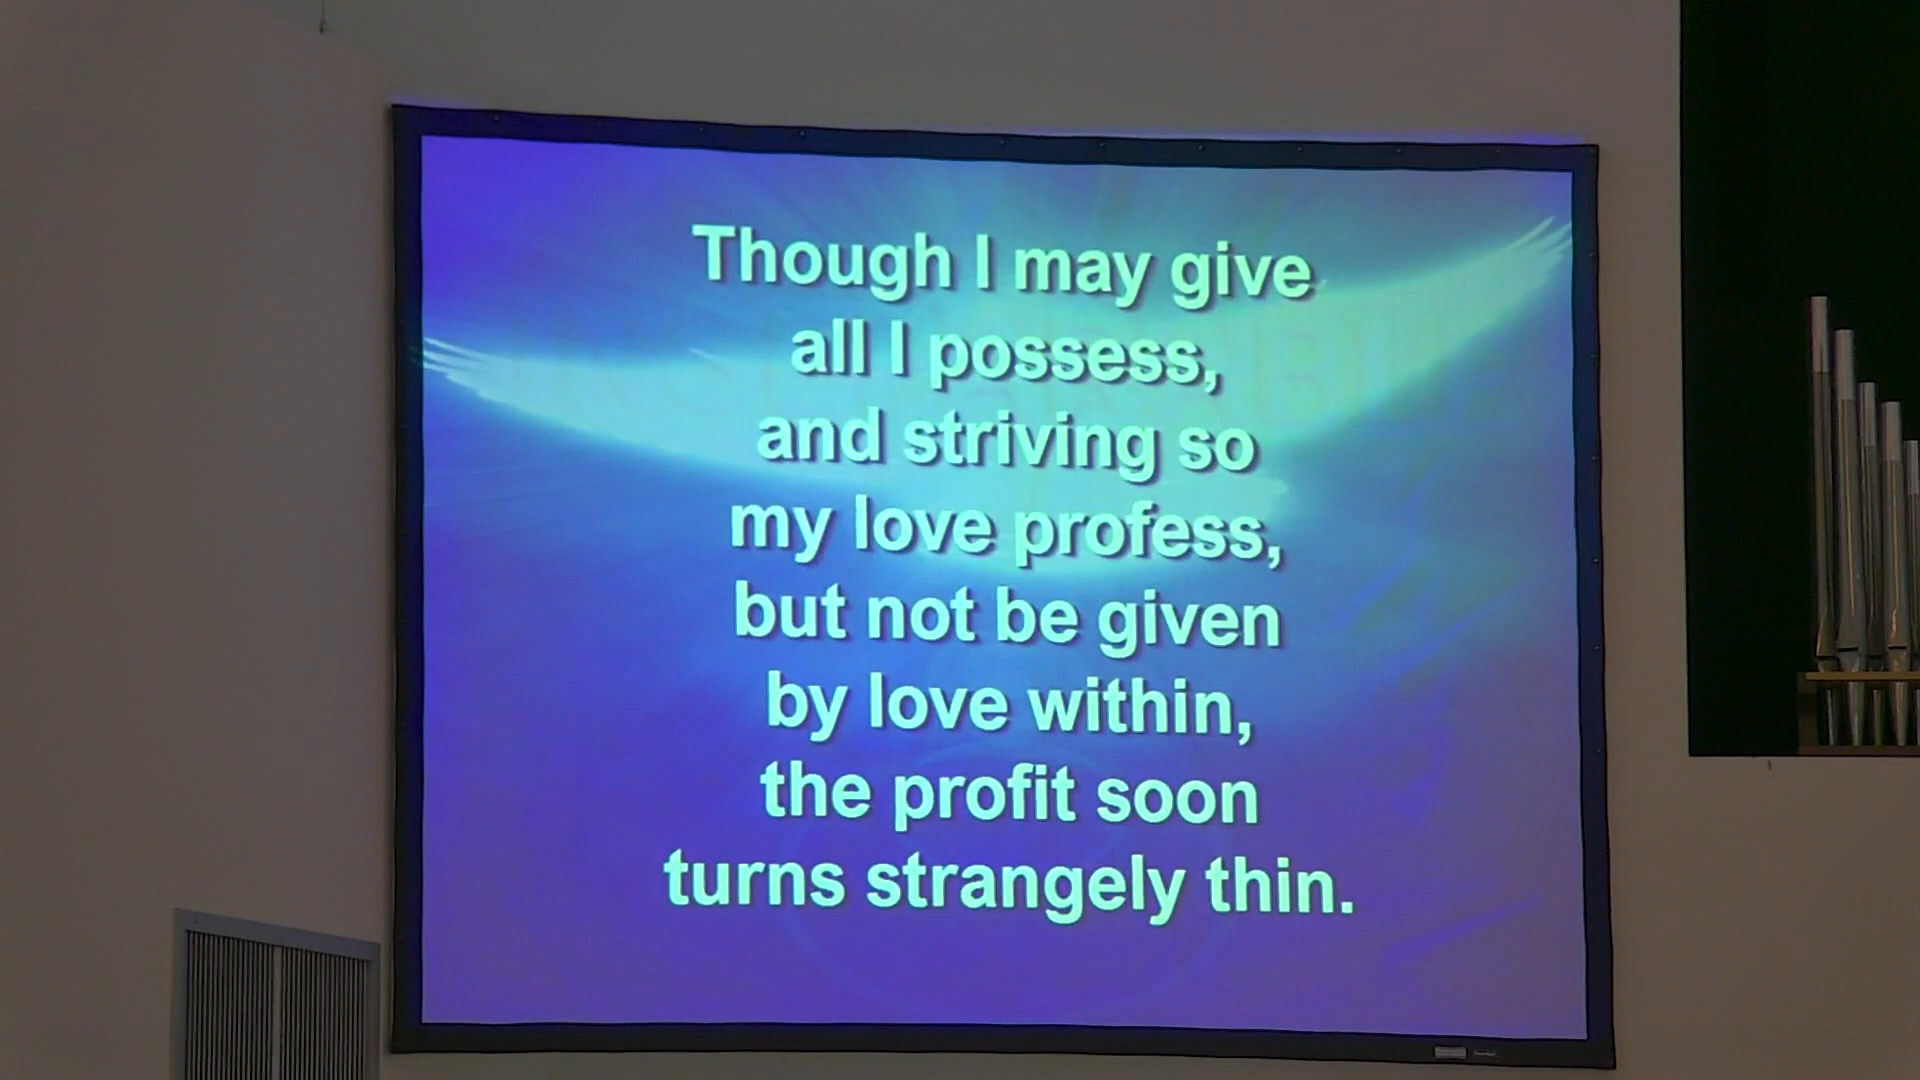 Though I may give
all I possess,
and striving so
my love profess,
but not be given
by love within,
the profit soon
turns strangely thin.